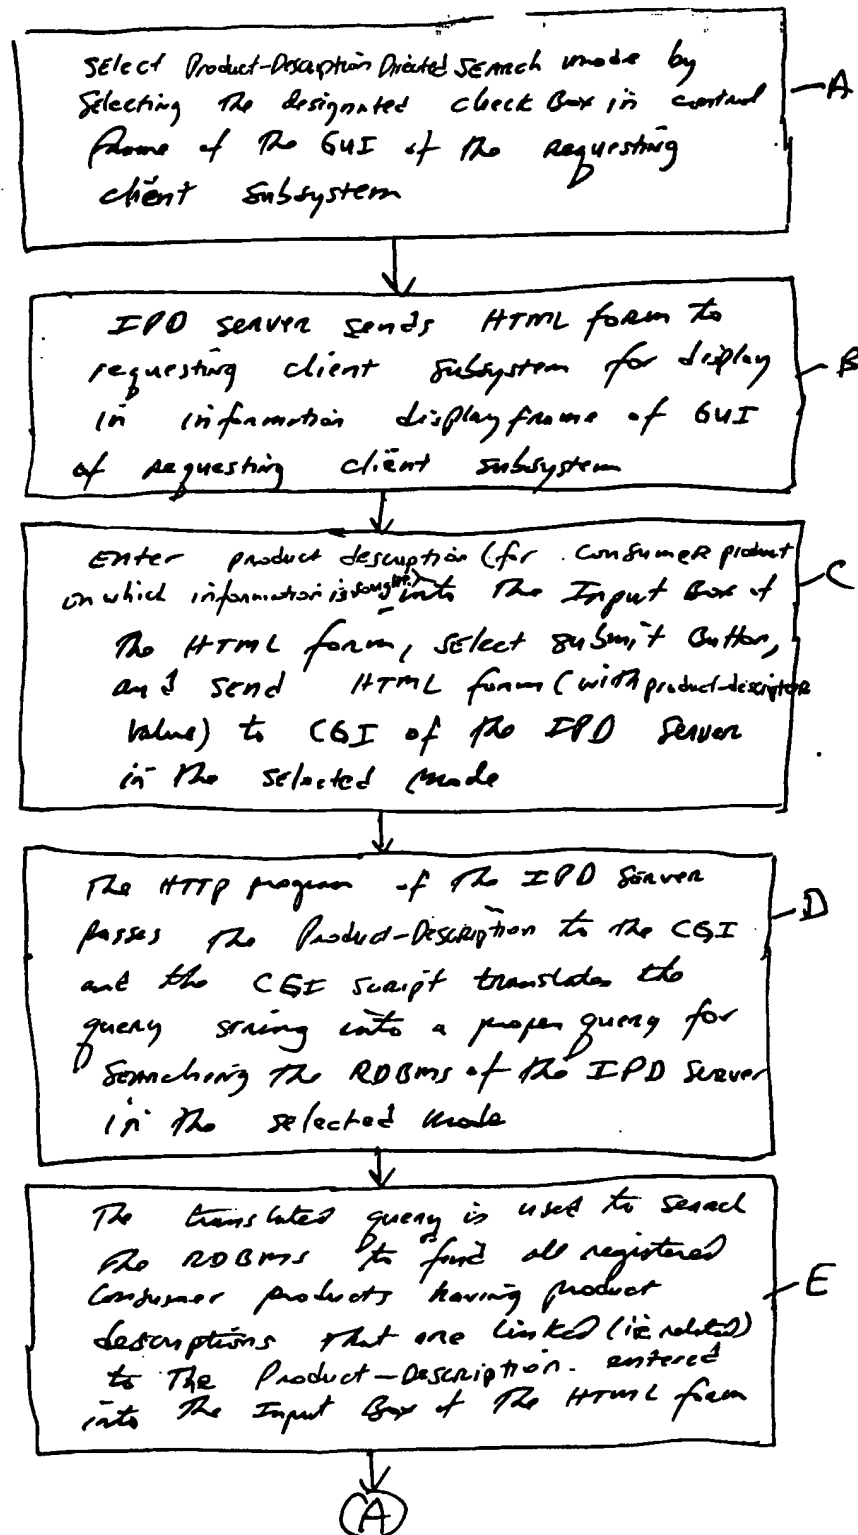 Select Product-Description Directed Search mode by
Selecting the designated check Box in control
frame of the GUI of the requesting
client subsystem
A
IPD server sends HTML form to
requesting client subsystem for display
in information display frame of GUI
of requesting client subsystem
B
Enter product description (for consumer product
on which information is sought) into the Input Box of
the HTML form, select submit Button,
and send HTML form (with product-descriptor
value) to CGI of the IPD Server
in the selected mode
C
The HTTP program of the IPD Server
passes the Product-Description to the CGI
and the CGI script translates the
query string into a proper query for
searching the RDBMS of the IPD Server
in the selected mode
D
The translated query is used to search
the RDBMS to find all registered
consumer products having product
descriptions that are linked (ie related)
to the Product-Description entered
into the Input Box of the HTML form
E
A